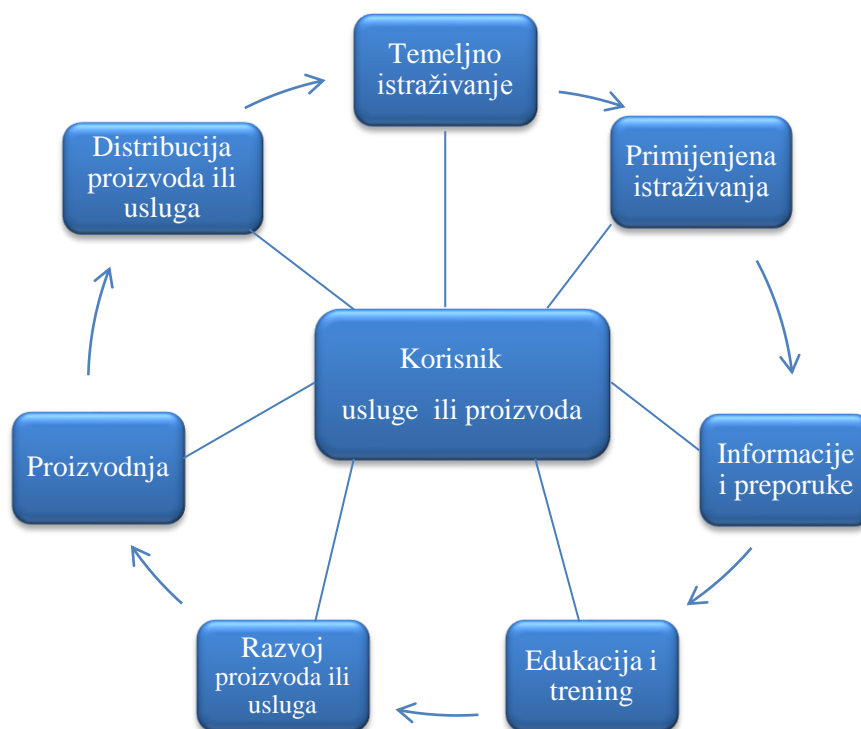 Temeljno
istraživanje
Primijenjena
istraživanja
Informacije
i preporuke
Edukacija i
trening
Razvoj
proizvoda ili
usluga
Proizvodnja
Distribucija
proizvoda ili
usluga
Korisnik
usluge ili proizvoda